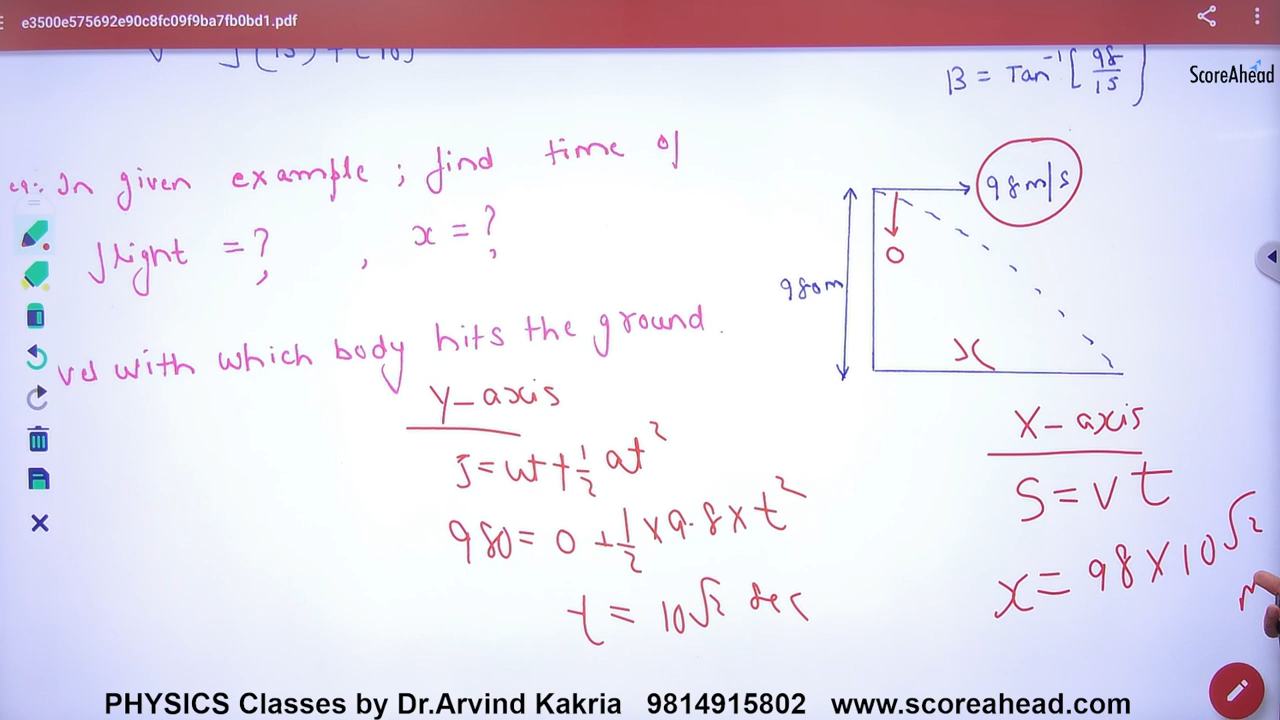 e3500e575692e90c8fc09f9ba7fb0bd1.pdf
β = Tan⁻¹ [98/15]
ScoreAhead
eg:- In given example ; find time of
flight = ? , x = ?
vel with which body hits the ground.
98m/s
0
980m
x
Y-axis
S = ut + 1/2 at²
980 = 0 + 1/2 × 9.8 × t²
t = 10√2 sec
X-axis
S = vt
x = 98 × 10√2
m
PHYSICS Classes by Dr.Arvind Kakria 9814915802 www.scoreahead.com